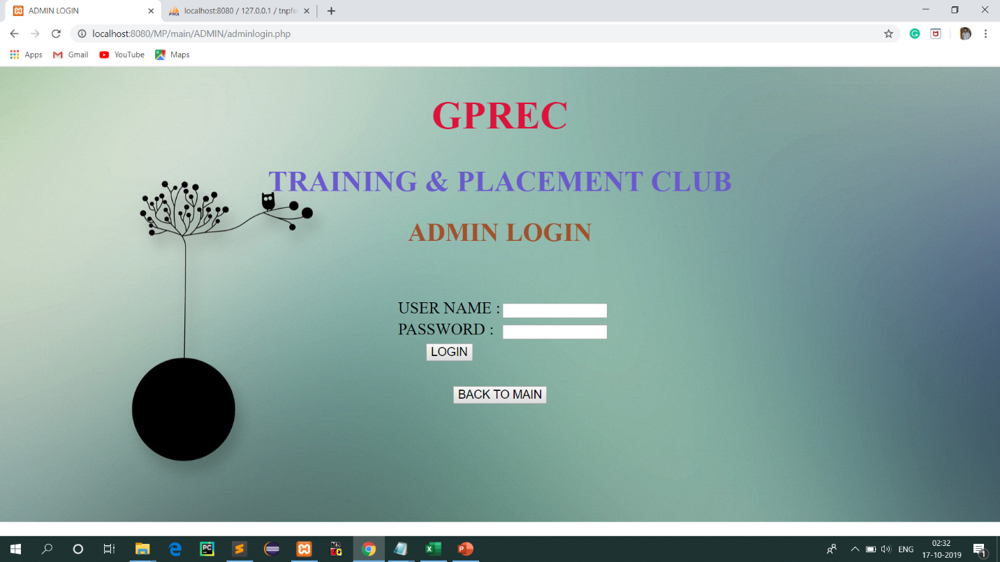 ADMIN LOGIN
localhost:8080 / 127.0.0.1 / tnpfe
localhost:8080/MP/main/ADMIN/adminlogin.php
Apps Gmail YouTube Maps
GPREC
TRAINING & PLACEMENT CLUB
ADMIN LOGIN
USER NAME :
PASSWORD :
LOGIN
BACK TO MAIN
ENG
02:32
17-10-2019